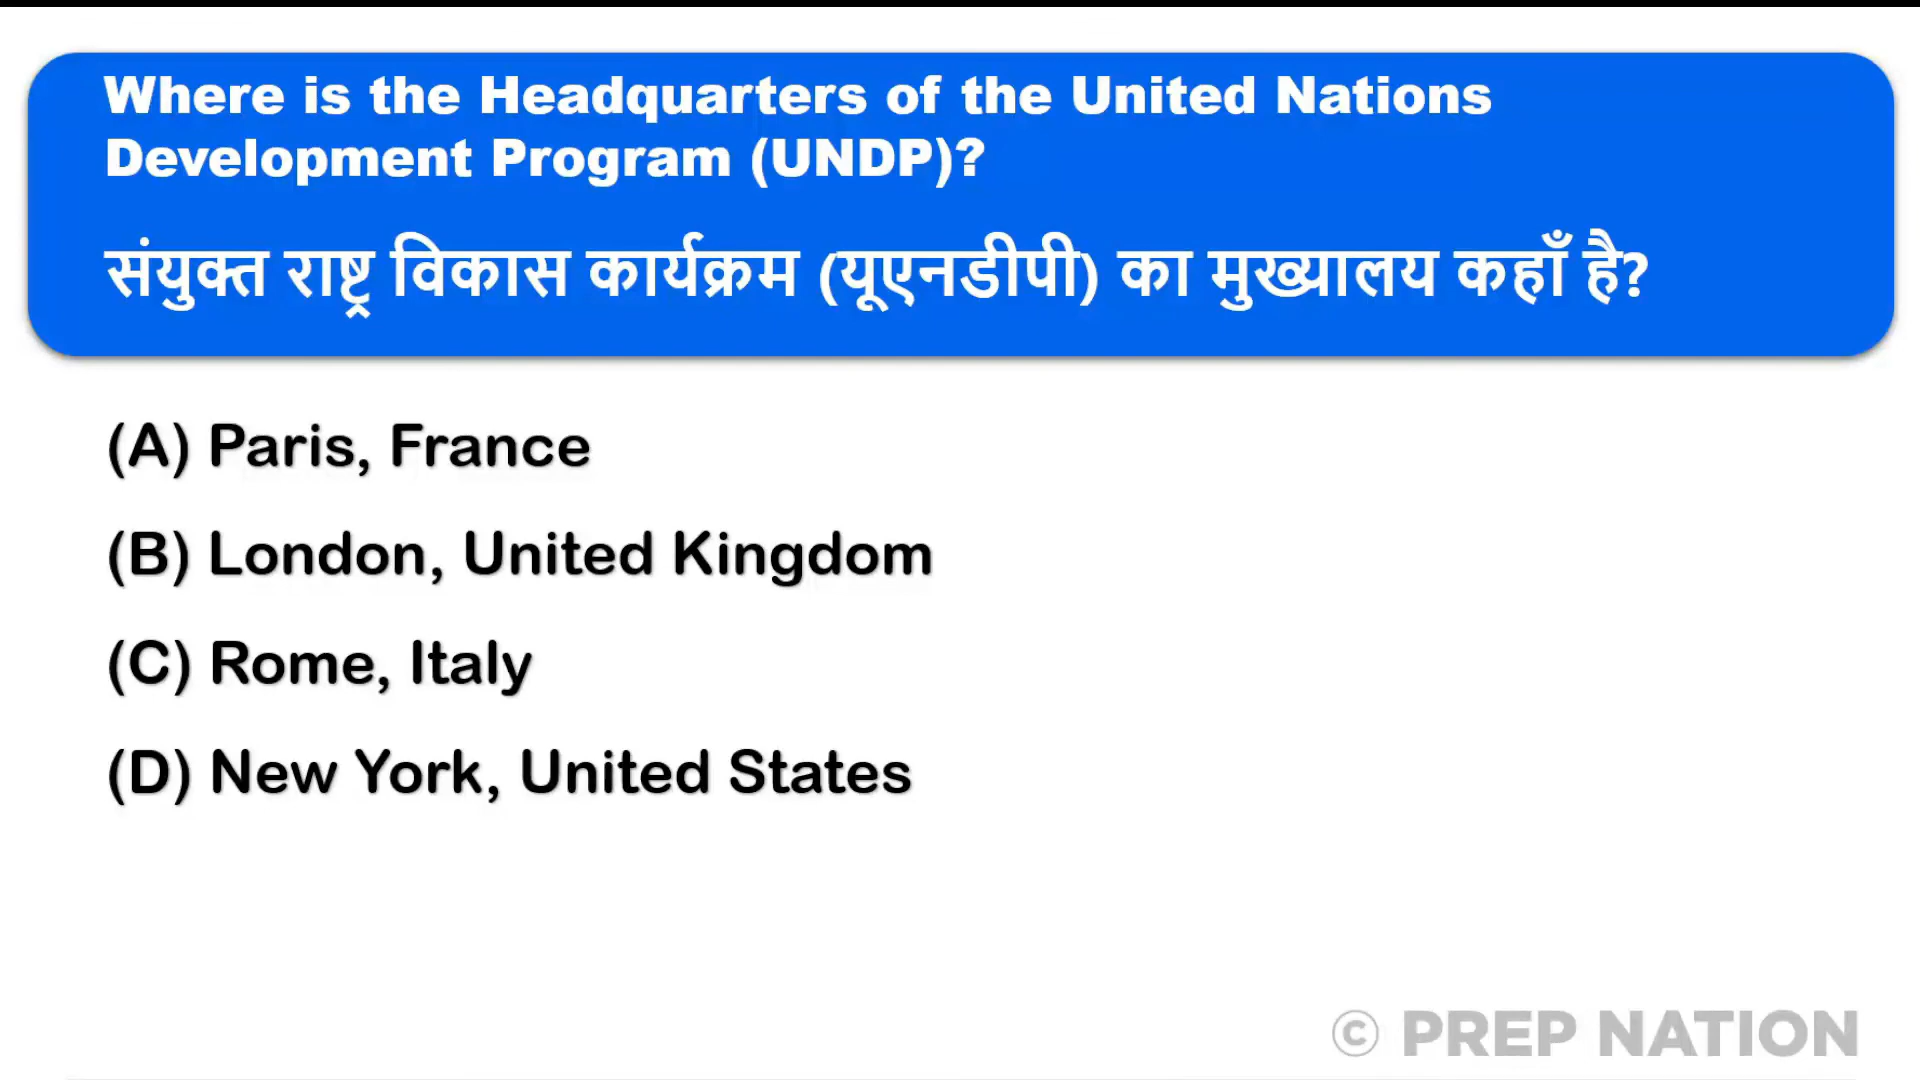 Where is the Headquarters of the United Nations
Development Program (UNDP)?
संयुक्त राष्ट्र विकास कार्यक्रम (यूएनडीपी) का मुख्यालय कहाँ है?
(A) Paris, France
(B) London, United Kingdom
(C) Rome, Italy
(D) New York, United States
© PREP NATION